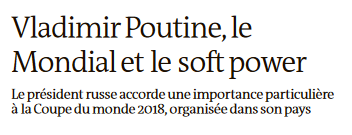 Vladimir Poutine, le
Mondial et le soft power
Le président russe accorde une importance particulière
à la Coupe du monde 2018, organisée dans son pays